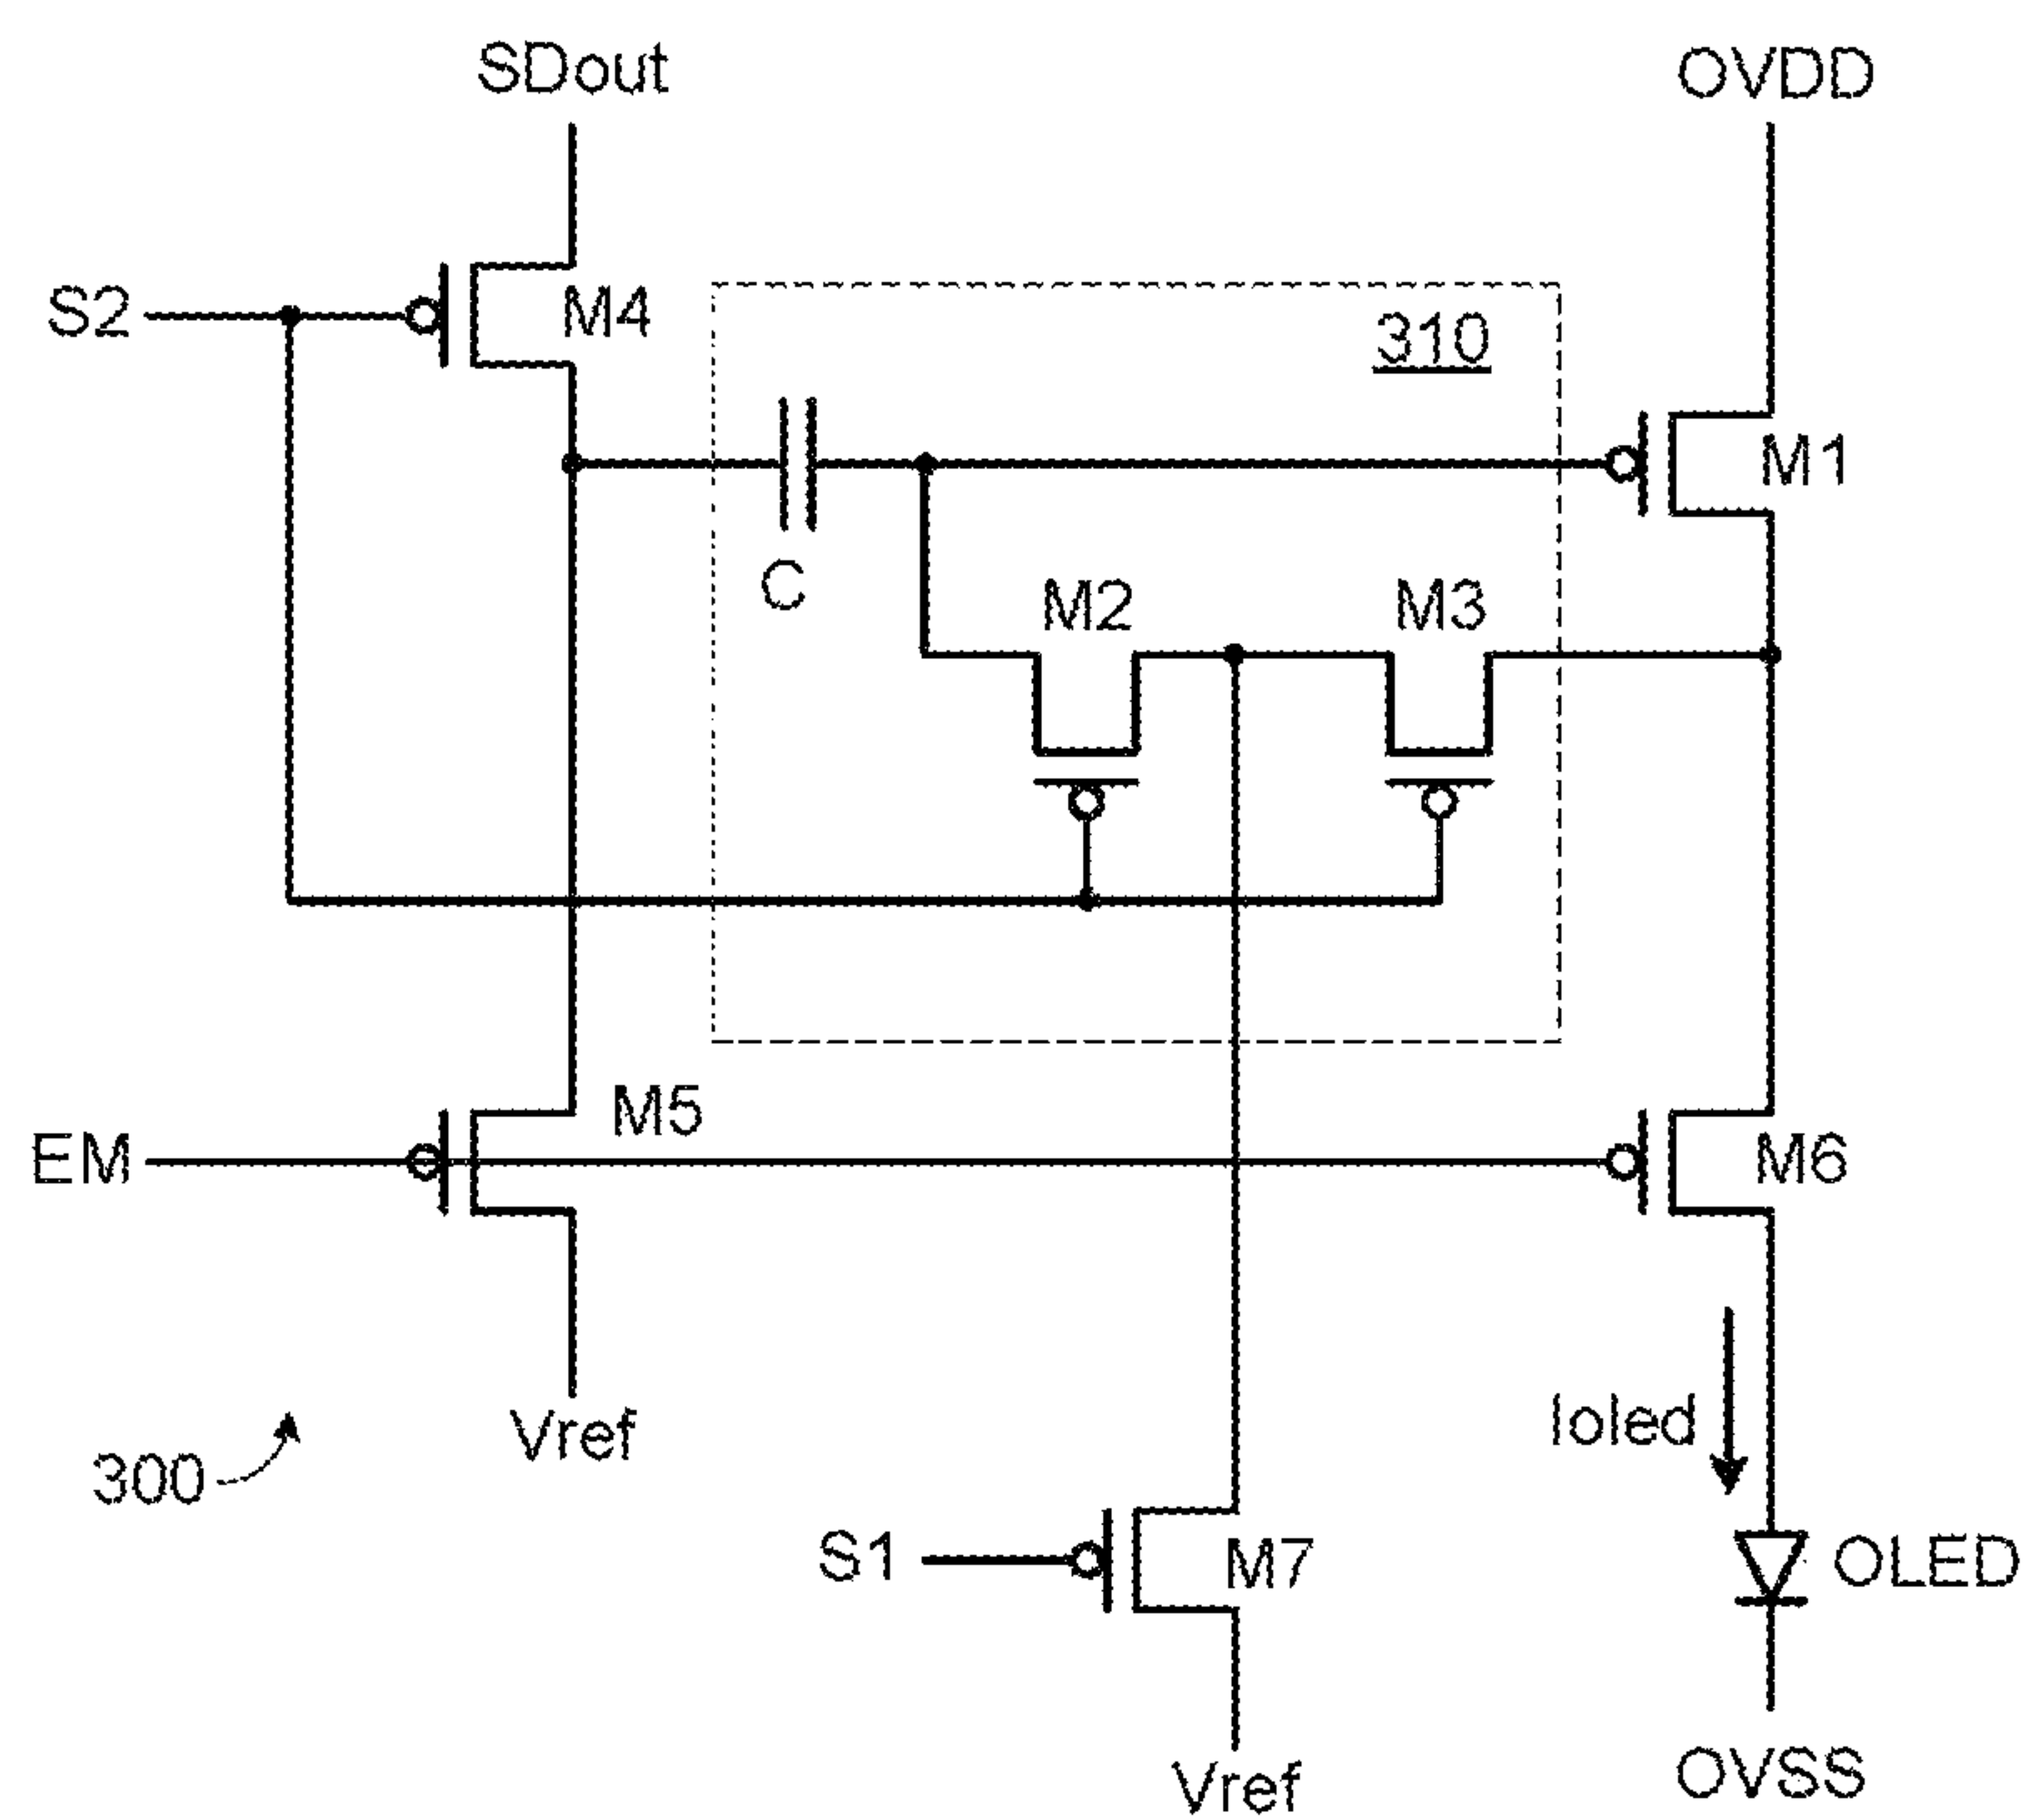 SDout
OVDD
S2
M4
310
M1
C
M2
M3
M5
EM
M6
Vref
Ioled
300
S1
M7
OLED
Vref
OVSS